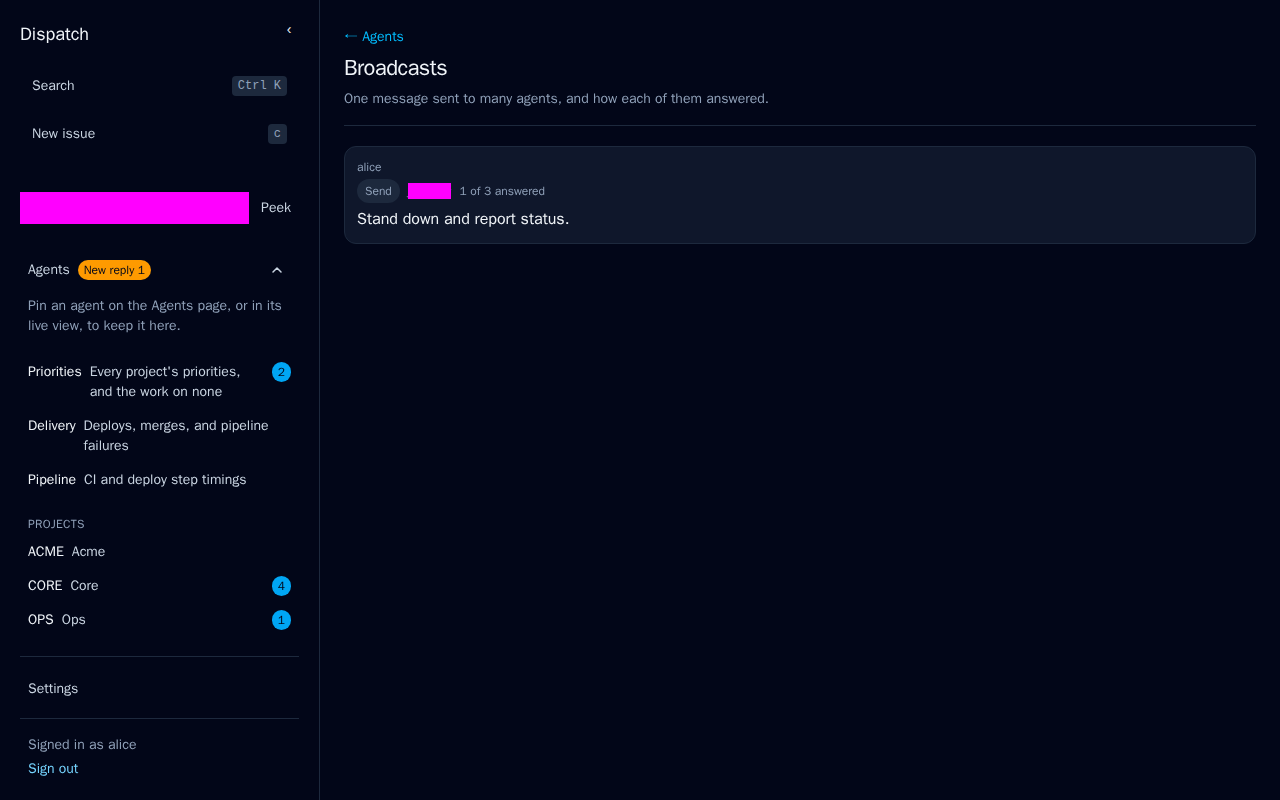 Dispatch
Search Ctrl K
New issue C
Peek
Agents New reply 1
Pin an agent on the Agents page, or in its
live view, to keep it here.
Priorities Every project's priorities, 2
and the work on none
Delivery Deploys, merges, and pipeline
failures
Pipeline CI and deploy step timings
PROJECTS
ACME Acme
CORE Core 4
OPS Ops 1
Settings
Signed in as alice
Sign out
← Agents
Broadcasts
One message sent to many agents, and how each of them answered.
alice
Send 1 of 3 answered
Stand down and report status.